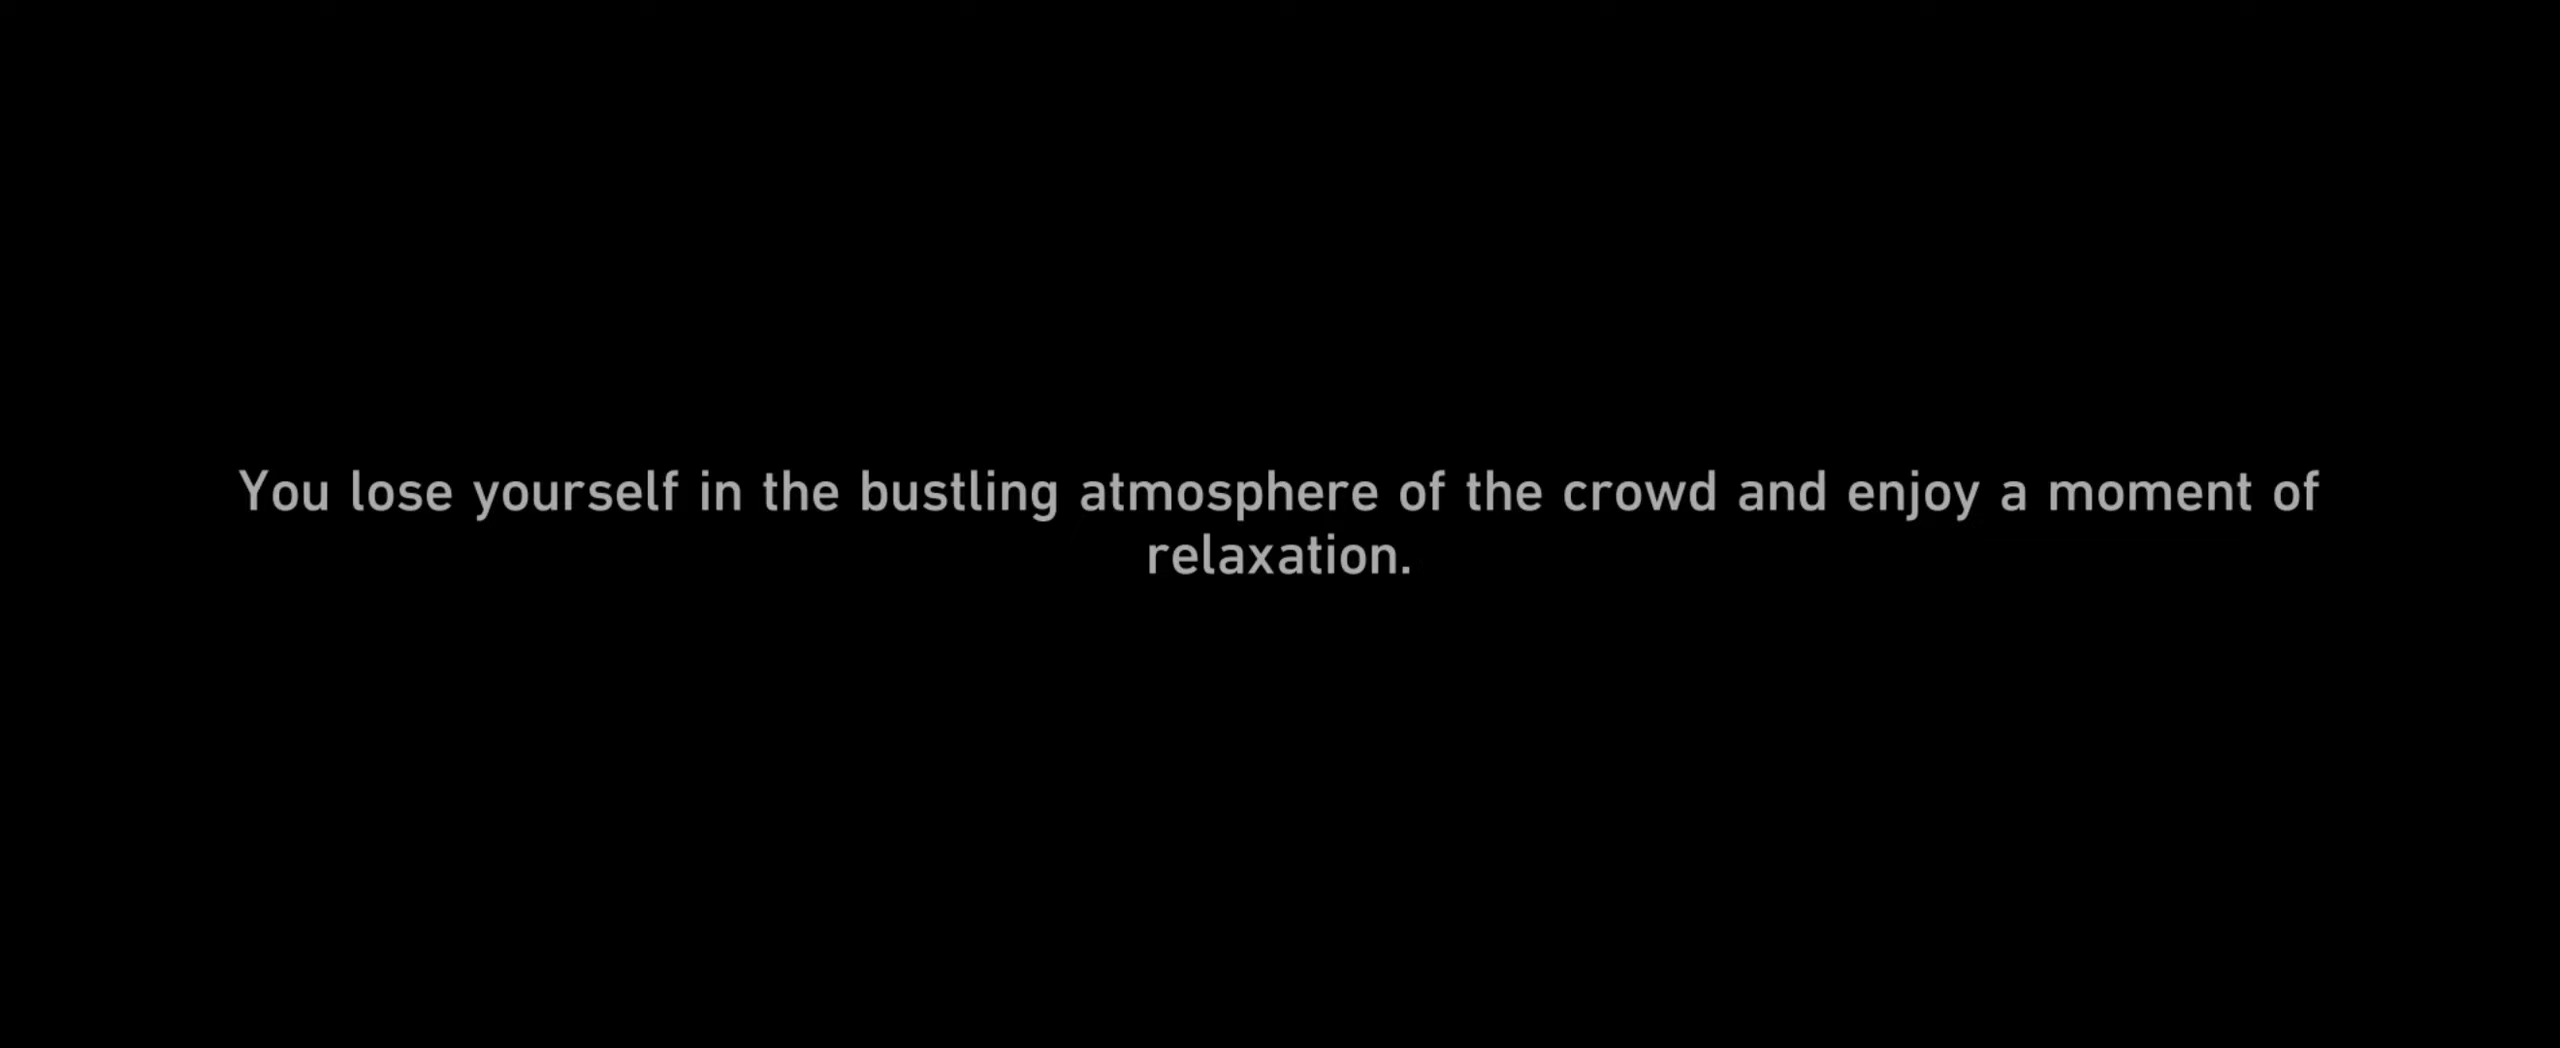 You lose yourself in the bustling atmosphere of the crowd and enjoy a moment of
relaxation.